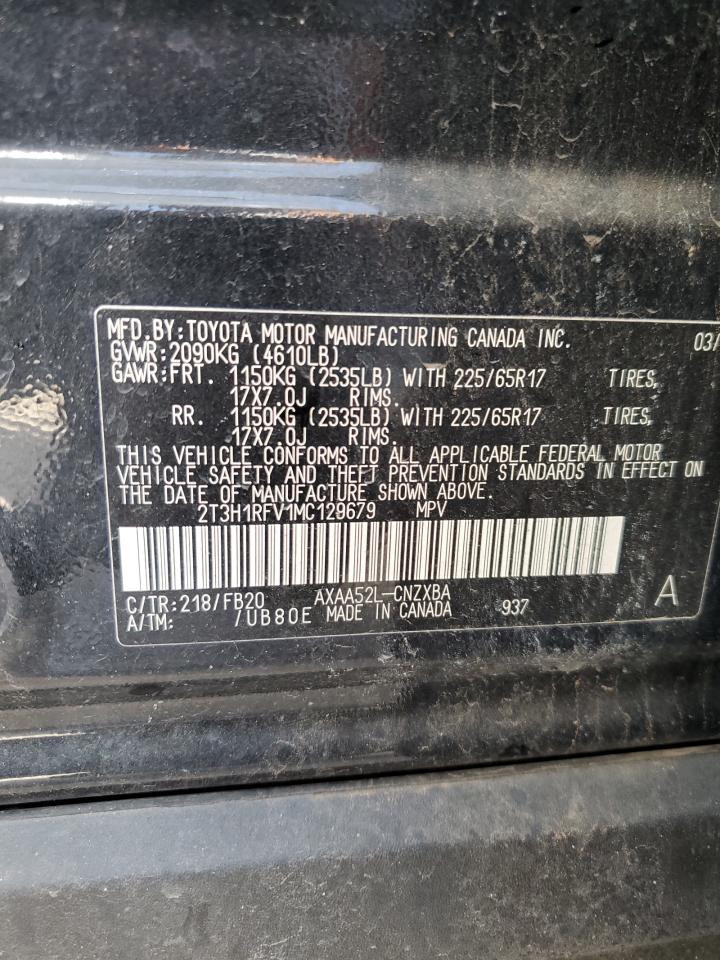 MFD.BY:TOYOTA MOTOR MANUFACTURING CANADA INC. 03/
GVWR:2090KG (4610LB)
GAWR:FRT. 1150KG (2535LB) WITH 225/65R17 TIRES,
17X7.0J RIMS.
RR. 1150KG (2535LB) WITH 225/65R17 TIRES,
17X7.0J RIMS.
THIS VEHICLE CONFORMS TO ALL APPLICABLE FEDERAL MOTOR
VEHICLE SAFETY AND THEFT PREVENTION STANDARDS IN EFFECT ON
THE DATE OF MANUFACTURE SHOWN ABOVE.
2T3H1RFV1MC129679 MPV
C/TR:218/FB20 AXAA52L-CNZXBA
A/TM: /UB80E MADE IN CANADA 937 A